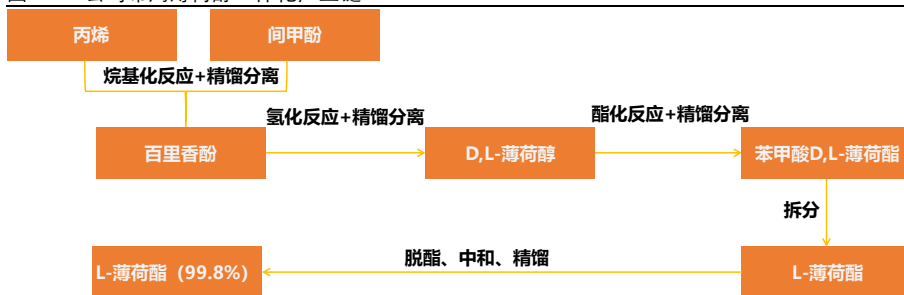 丙烯
间甲酚
烷基化反应+精馏分离
氢化反应+精馏分离
酯化反应+精馏分离
百里香酚
D,L-薄荷醇
苯甲酸D,L-薄荷酯
拆分
脱酯、中和、精馏
L-薄荷酯（99.8%）
L-薄荷酯